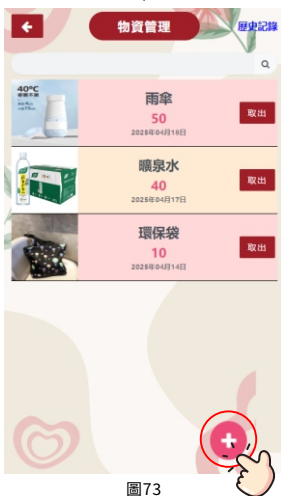 物資管理
歷史記錄
40°C
雨傘
50
2025年04月16日
取出
曠泉水
40
2025年04月17日
取出
環保袋
10
2025年04月14日
取出
圖73